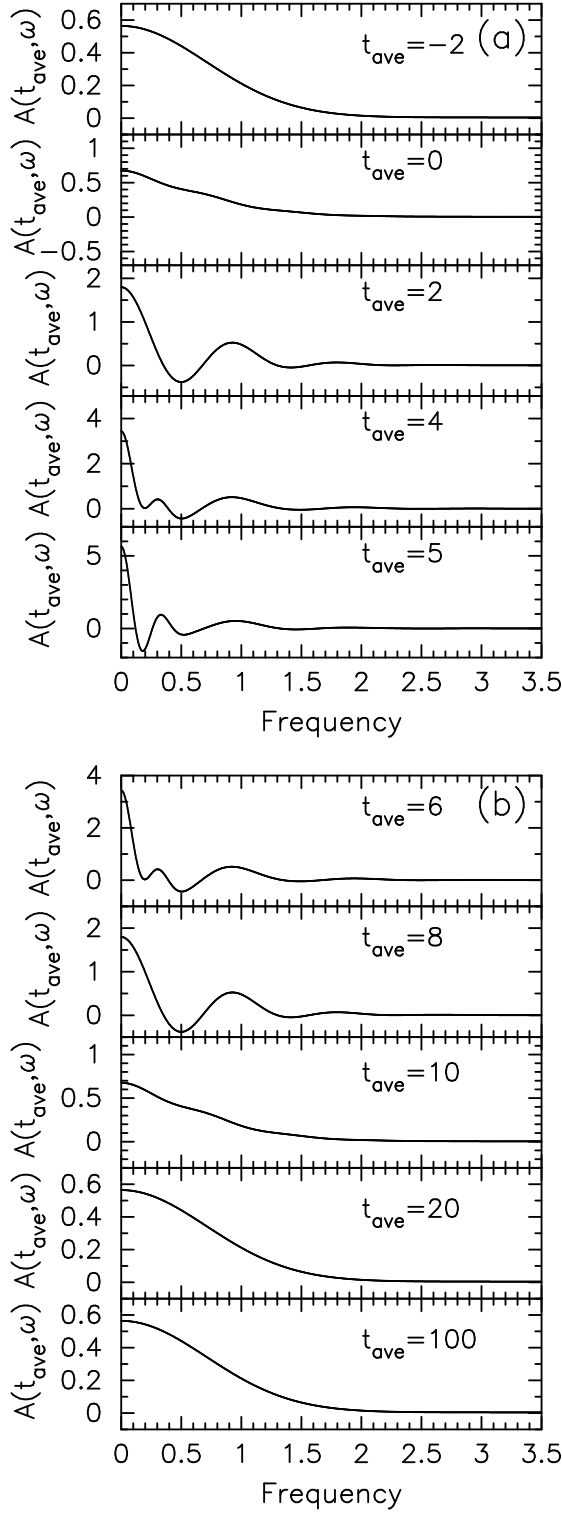 A(t_ave,ω)
0.6
0.4
0.2
0
t_ave=−2
(a)
A(t_ave,ω)
1
0.5
0
−0.5
t_ave=0
A(t_ave,ω)
2
1
0
t_ave=2
A(t_ave,ω)
4
2
0
t_ave=4
A(t_ave,ω)
5
0
t_ave=5
0 0.5 1 1.5 2 2.5 3 3.5
Frequency
A(t_ave,ω)
4
2
0
t_ave=6
(b)
A(t_ave,ω)
2
1
0
t_ave=8
A(t_ave,ω)
1
0.5
0
t_ave=10
A(t_ave,ω)
0.6
0.4
0.2
0
t_ave=20
A(t_ave,ω)
0.6
0.4
0.2
0
t_ave=100
0 0.5 1 1.5 2 2.5 3 3.5
Frequency